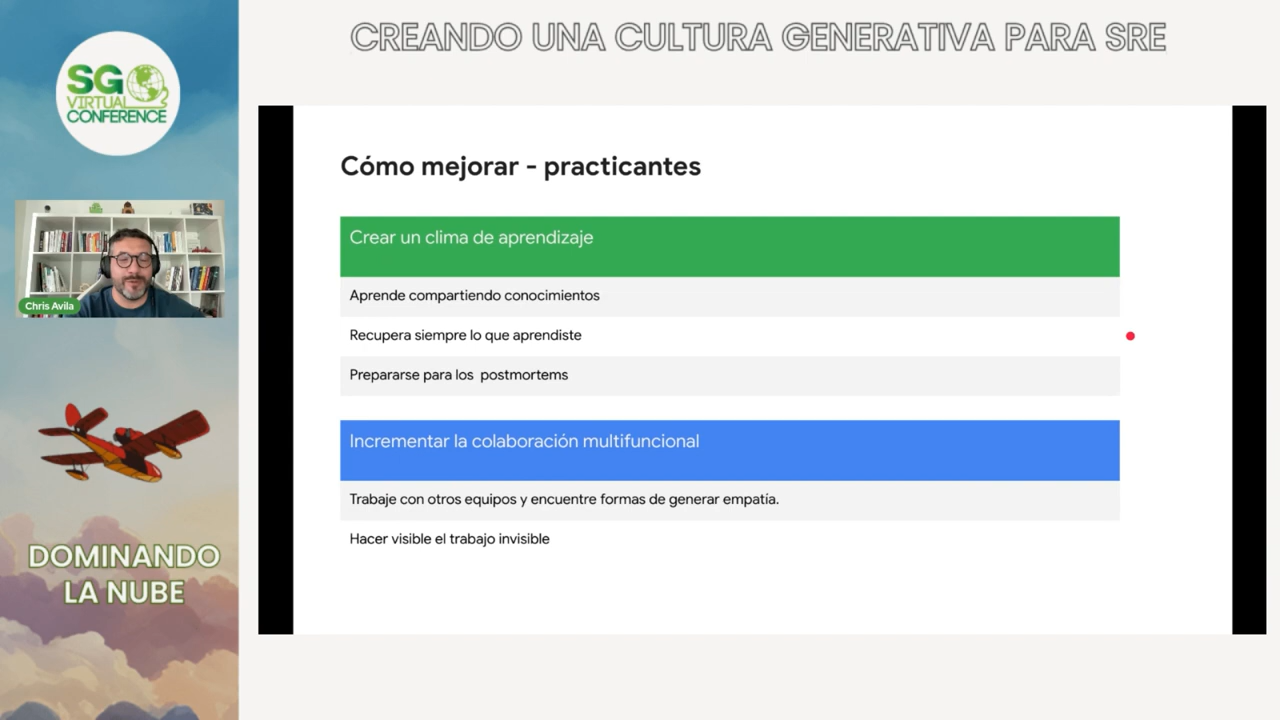 CREANDO UNA CULTURA GENERATIVA PARA SRE
SG
VIRTUAL
CONFERENCE
Chris Avila
DOMINANDO
LA NUBE
Cómo mejorar - practicantes
Crear un clima de aprendizaje
Aprende compartiendo conocimientos
Recupera siempre lo que aprendiste
Prepararse para los  postmortems
Incrementar la colaboración multifuncional
Trabaje con otros equipos y encuentre formas de generar empatía.
Hacer visible el trabajo invisible